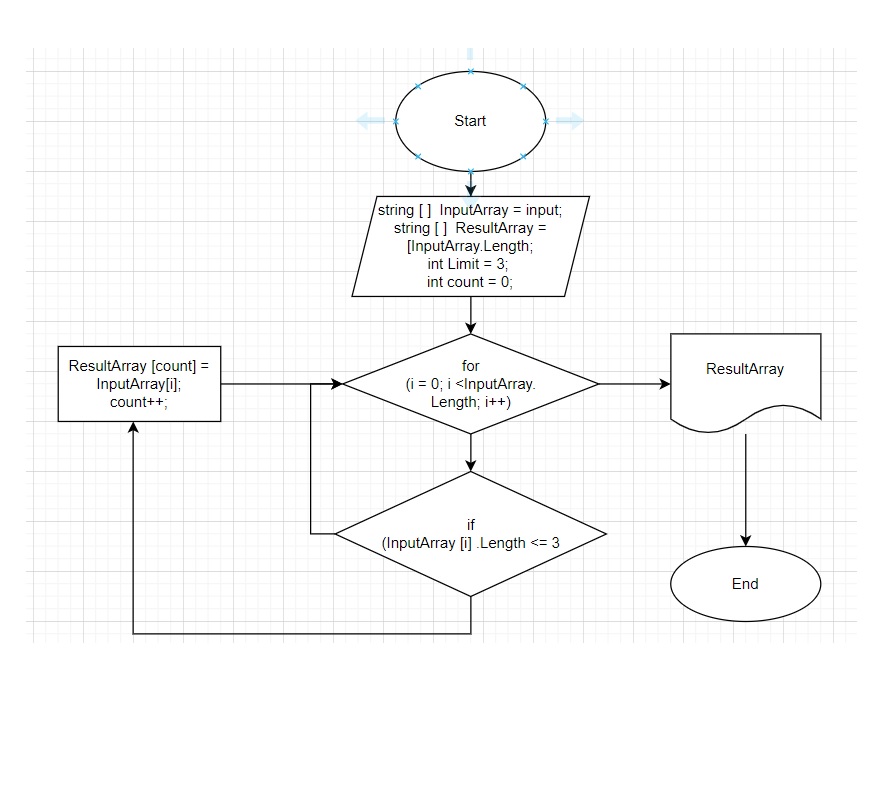 Start
string [ ]  InputArray = input;
string [ ]  ResultArray =
[InputArray.Length;
int Limit = 3;
int count = 0;
for
(i = 0; i <InputArray.
Length; i++)
ResultArray
ResultArray [count] =
InputArray[i];
count++;
if
(InputArray [i] .Length <= 3
End